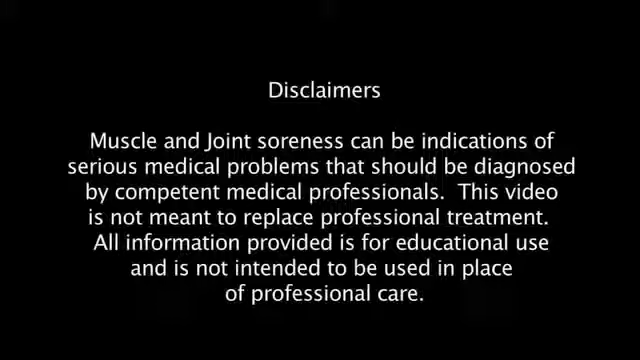 Disclaimers
Muscle and Joint soreness can be indications of
serious medical problems that should be diagnosed
by competent medical professionals.  This video
is not meant to replace professional treatment.
All information provided is for educational use
and is not intended to be used in place
of professional care.